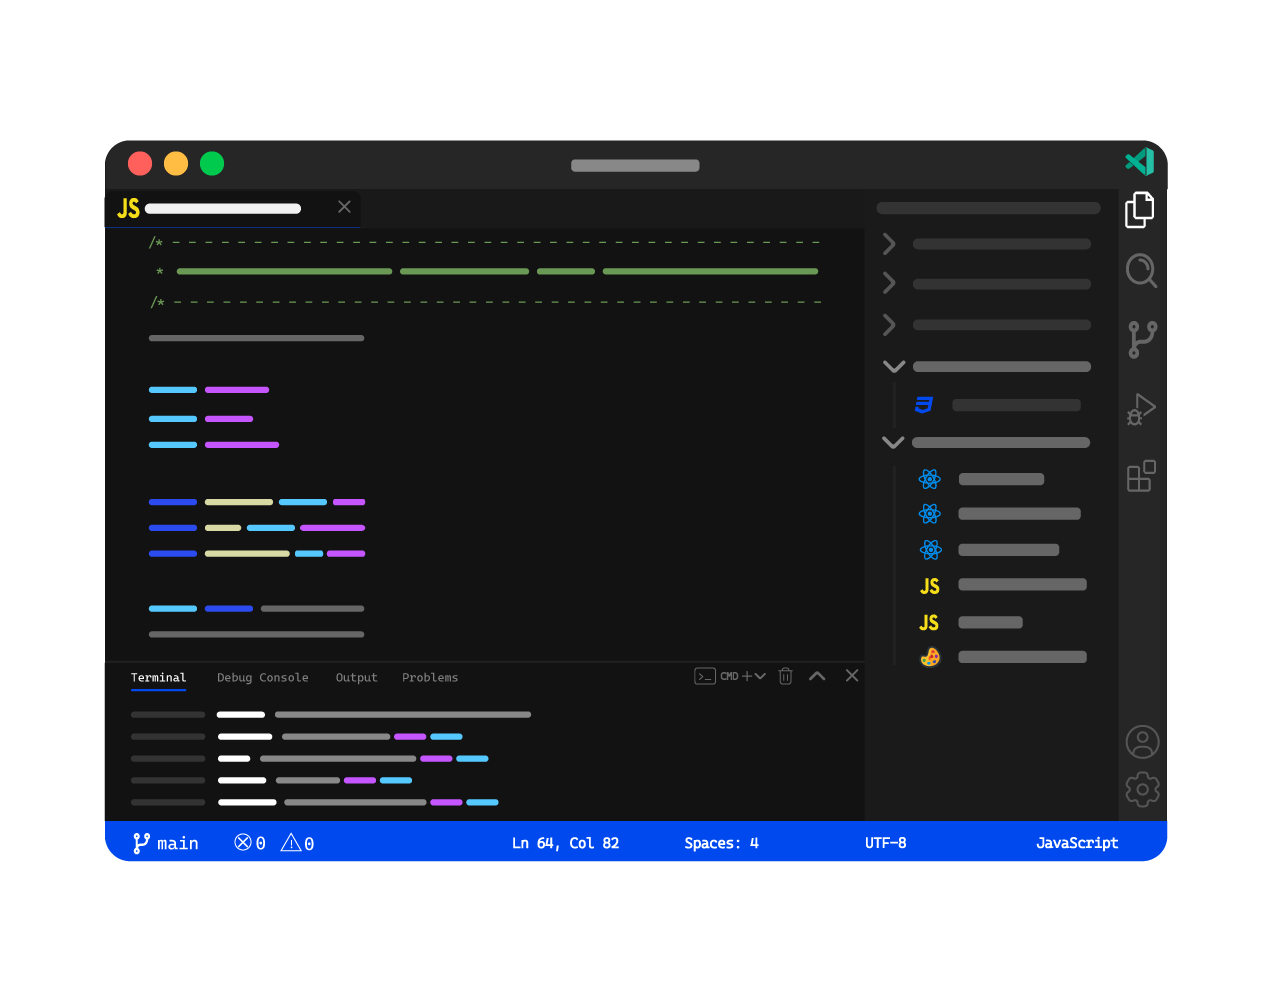 JS
/* - - - - - - - - - - - - - - - - - - - - - - - - - - - - - - - - - - - - - - - -
*
/* - - - - - - - - - - - - - - - - - - - - - - - - - - - - - - - - - - - - - - - -
JS
JS
Terminal Debug Console Output Problems >_ CMD +
main 0 0 Ln 64, Col 82 Spaces: 4 UTF-8 JavaScript